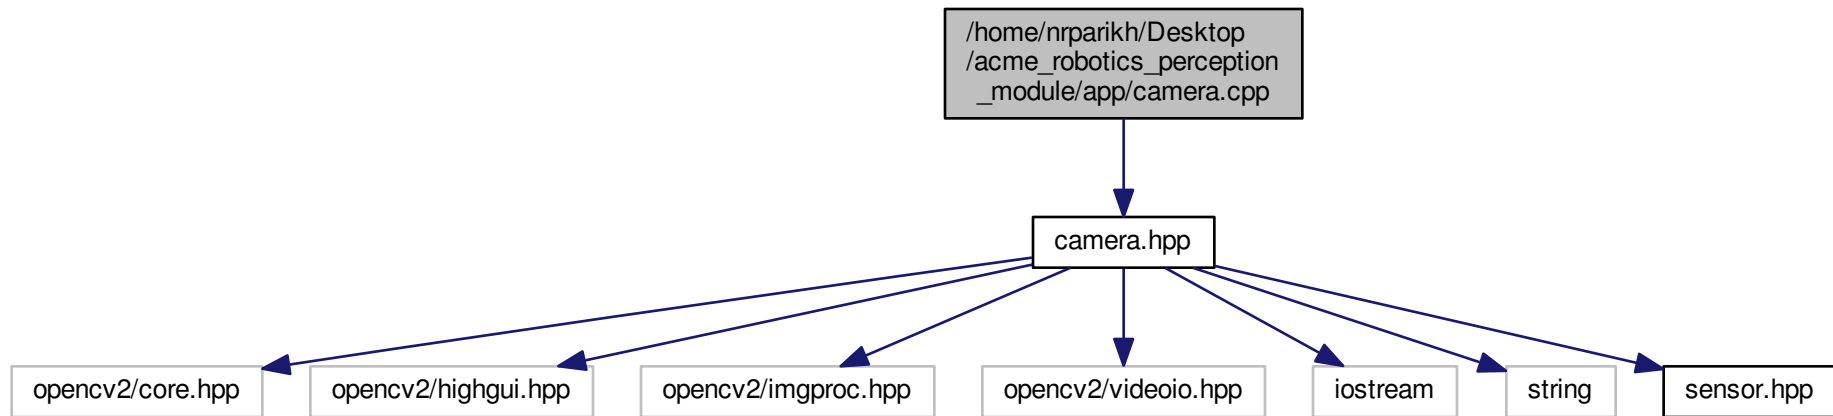 /home/nrparikh/Desktop
/acme_robotics_perception
_module/app/camera.cpp
camera.hpp
opencv2/core.hpp
opencv2/highgui.hpp
opencv2/imgproc.hpp
opencv2/videoio.hpp
iostream
string
sensor.hpp